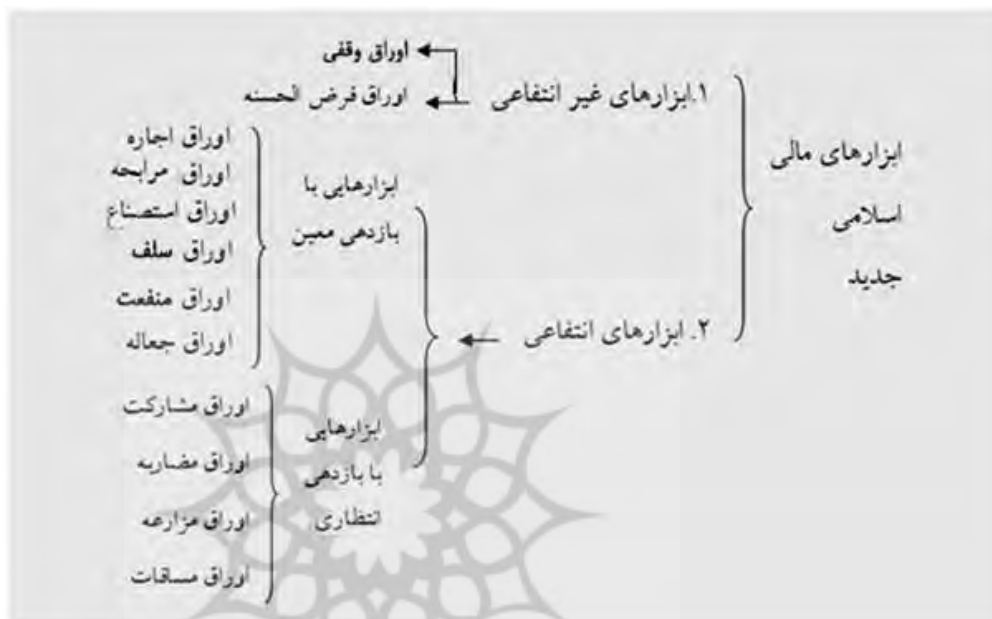 ابزارهای مالی
اسلامی
جدید
۱.ابزارهای غیر انتفاعی
اوراق وقفی
اوراق قرض الحسنه
۲. ابزارهای انتفاعی
ابزارهایی با
بازدهی معین
اوراق اجاره
اوراق مرابحه
اوراق استصناع
اوراق سلف
اوراق منفعت
اوراق جعاله
ابزارهایی
با بازدهی
انتظاری
اوراق مشارکت
اوراق مضاربه
اوراق مزارعه
اوراق مساقات